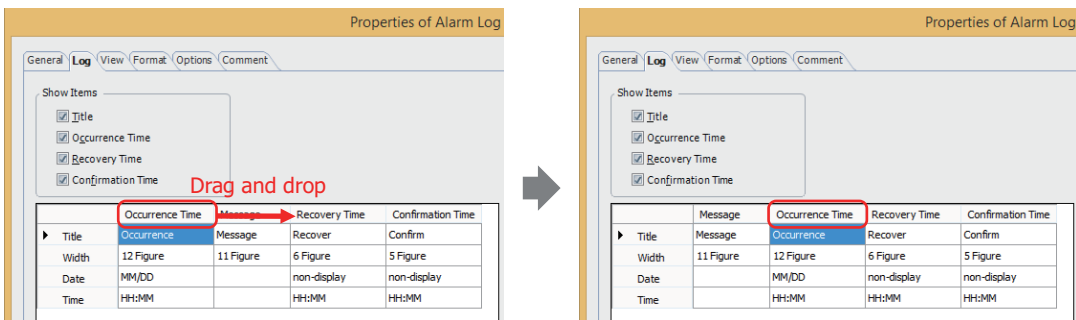 Properties of Alarm Log
General Log View Format Options Comment
Show Items
Title
Occurrence Time
Recovery Time
Confirmation Time
Drag and drop
Occurrence Time Message Recovery Time Confirmation Time
Title Occurrence Message Recover Confirm
Width 12 Figure 11 Figure 6 Figure 5 Figure
Date MM/DD non-display non-display
Time HH:MM HH:MM HH:MM
Properties of Alarm Log
General Log View Format Options Comment
Show Items
Title
Occurrence Time
Recovery Time
Confirmation Time
Message Occurrence Time Recovery Time Confirmation Time
Title Message Occurrence Recover Confirm
Width 11 Figure 12 Figure 6 Figure 5 Figure
Date MM/DD non-display non-display
Time HH:MM HH:MM HH:MM